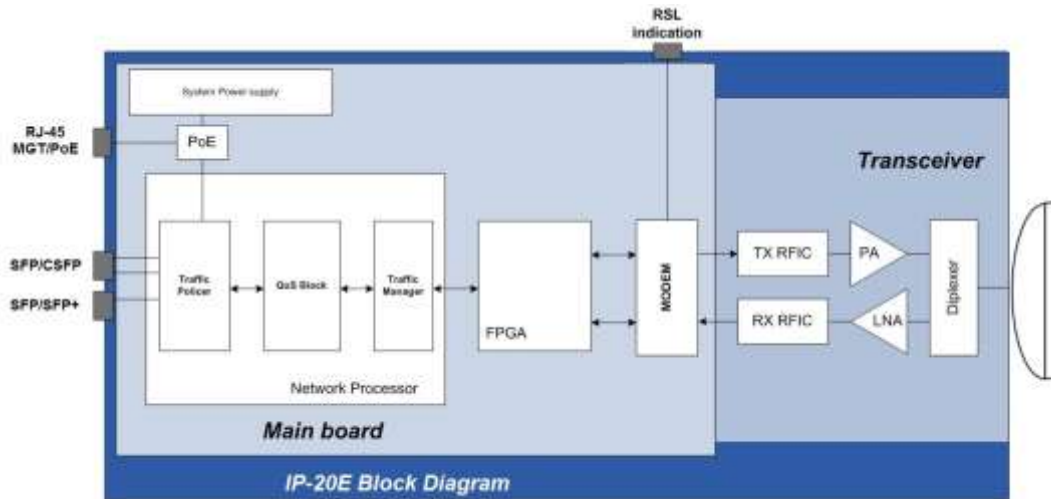 RSL
indication
System Power supply
RJ-45
MGT/PoE
PoE
Transceiver
SFP/CSFP
SFP/SFP+
Traffic
Policer
QoS Block
Traffic
Manager
FPGA
MODEM
TX RFIC
PA
RX RFIC
LNA
Diplexer
Network Processor
Main board
IP-20E Block Diagram